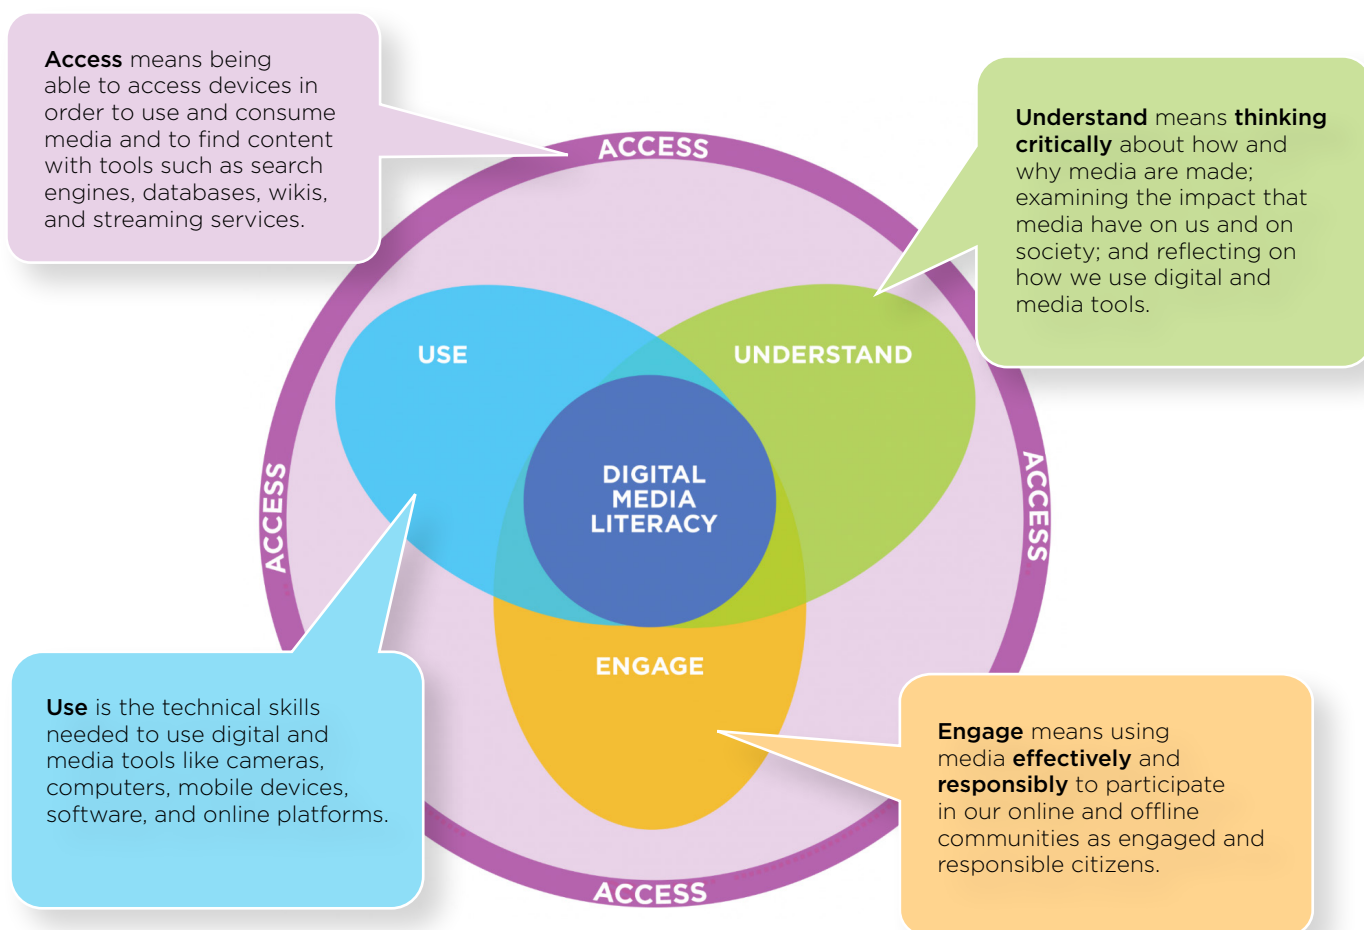 Access means being
able to access devices in
order to use and consume
media and to find content
with tools such as search
engines, databases, wikis,
and streaming services.
Understand means thinking
critically about how and
why media are made;
examining the impact that
media have on us and on
society; and reflecting on
how we use digital and
media tools.
ACCESS
USE
UNDERSTAND
DIGITAL
MEDIA
LITERACY
ACCESS
ACCESS
ENGAGE
Use is the technical skills
needed to use digital and
media tools like cameras,
computers, mobile devices,
software, and online platforms.
Engage means using
media effectively and
responsibly to participate
in our online and offline
communities as engaged and
responsible citizens.
ACCESS